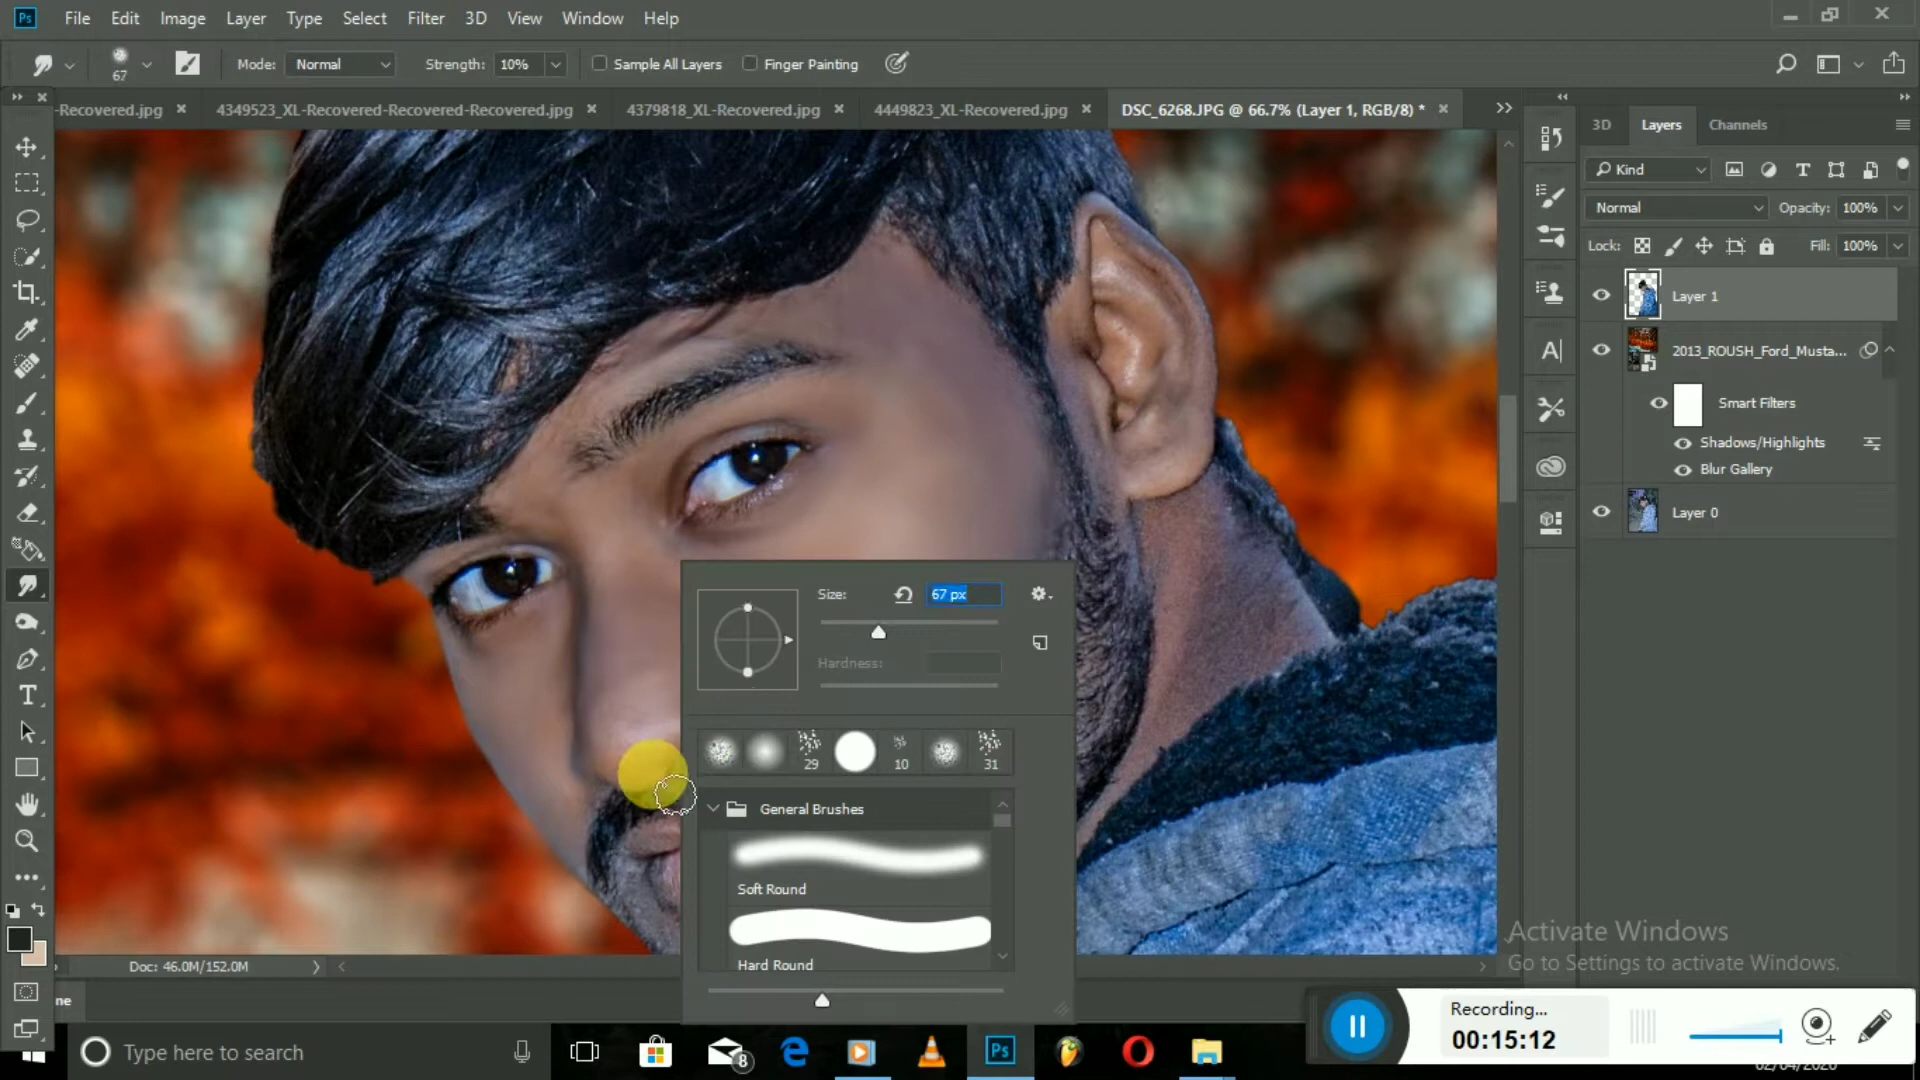 Ps File Edit Image Layer Type Select Filter 3D View Window Help
67 Mode: Normal Strength: 10% Sample All Layers Finger Painting
-Recovered.jpg 4349523_XL-Recovered-Recovered-Recovered.jpg 4379818_XL-Recovered.jpg 4449823_XL-Recovered.jpg DSC_6268.JPG @ 66.7% (Layer 1, RGB/8) *
3D Layers Channels
Kind
Normal Opacity: 100%
Lock: Fill: 100%
Layer 1
2013_ROUSH_Ford_Musta...
Smart Filters
Shadows/Highlights
Blur Gallery
Layer 0
Size: 67 px
Hardness:
29 10 31
General Brushes
Soft Round
Hard Round
Doc: 46.0M/152.0M
ne
Activate Windows
Go to Settings to activate Windows.
Recording...
00:15:12
Type here to search
8
Ps